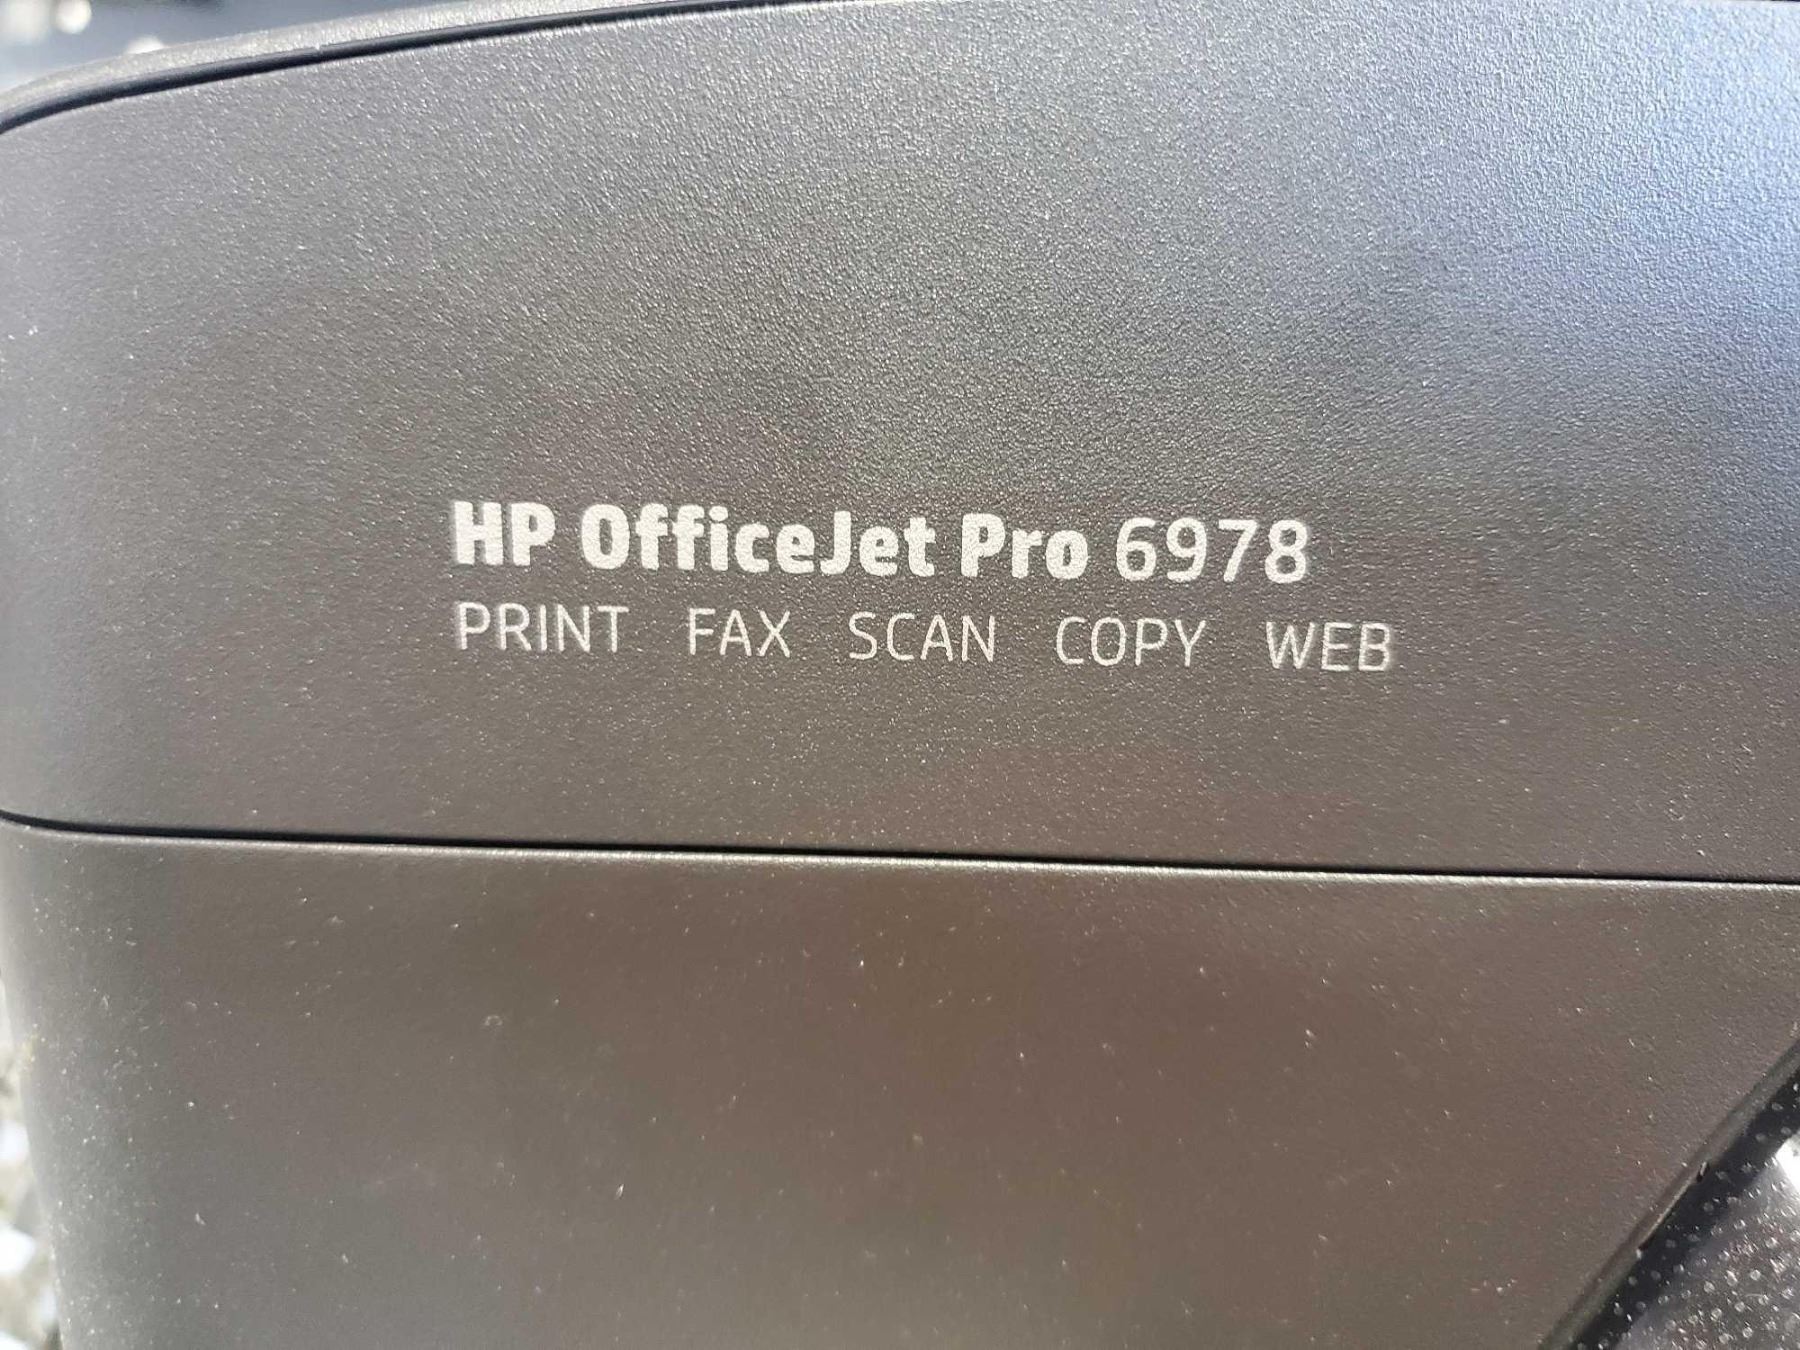 HP OfficeJet Pro 6978
PRINT FAX SCAN COPY WEB